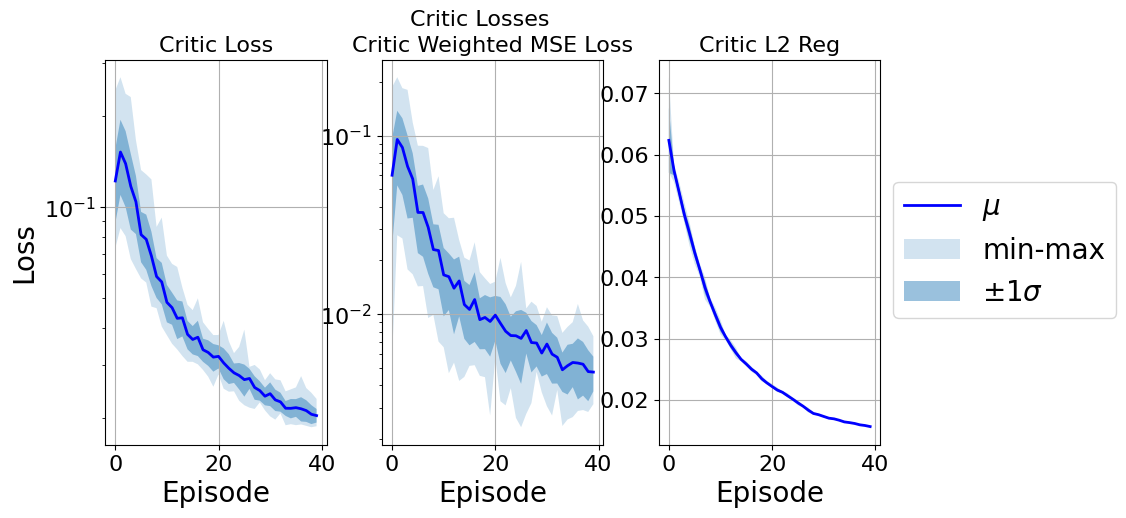 Critic Losses
Critic Loss
Critic Weighted MSE Loss
Critic L2 Reg
Loss
10⁻¹
0 20 40
Episode
10⁻¹
10⁻²
0 20 40
Episode
0.07
0.06
0.05
0.04
0.03
0.02
0 20 40
Episode
μ
min-max
±1σ